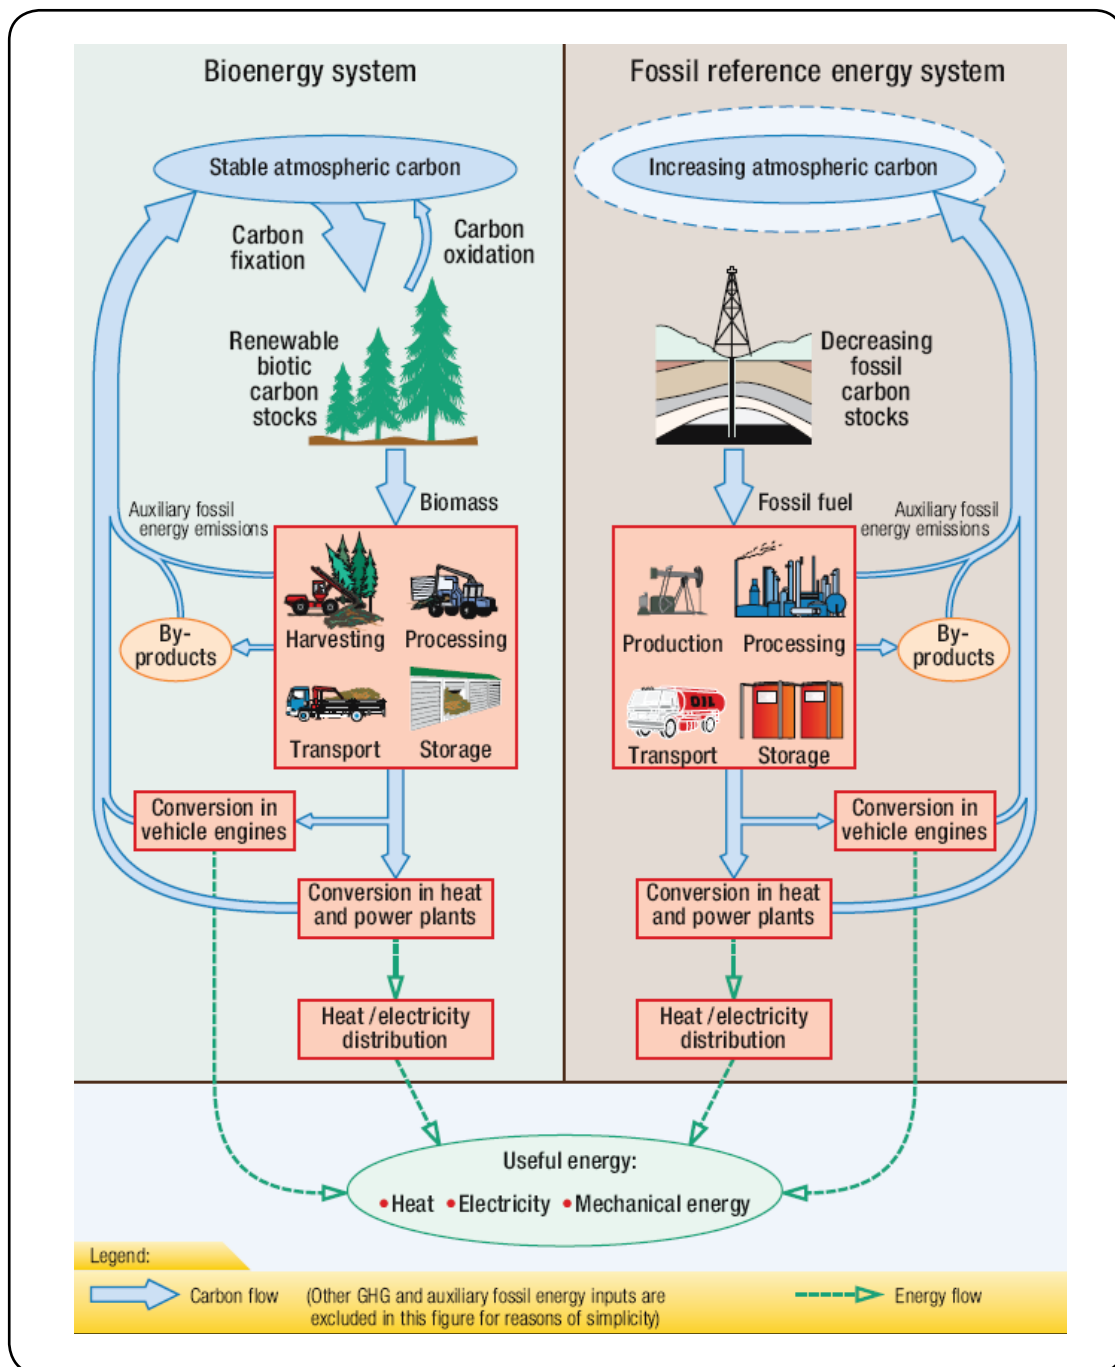 Bioenergy system
Stable atmospheric carbon
Carbon
fixation
Carbon
oxidation
Renewable
biotic
carbon
stocks
Biomass
Auxiliary fossil
energy emissions
Harvesting
Processing
Transport
Storage
By-
products
Conversion in
vehicle engines
Conversion in heat
and power plants
Heat / electricity
distribution
Fossil reference energy system
Increasing atmospheric carbon
Decreasing
fossil
carbon
stocks
Fossil fuel
Auxiliary fossil
energy emissions
Production
Processing
OIL
Transport
Storage
By-
products
Conversion in
vehicle engines
Conversion in heat
and power plants
Heat / electricity
distribution
Useful energy:
• Heat • Electricity • Mechanical energy
Legend:
Carbon flow
(Other GHG and auxiliary fossil energy inputs are
excluded in this figure for reasons of simplicity)
Energy flow